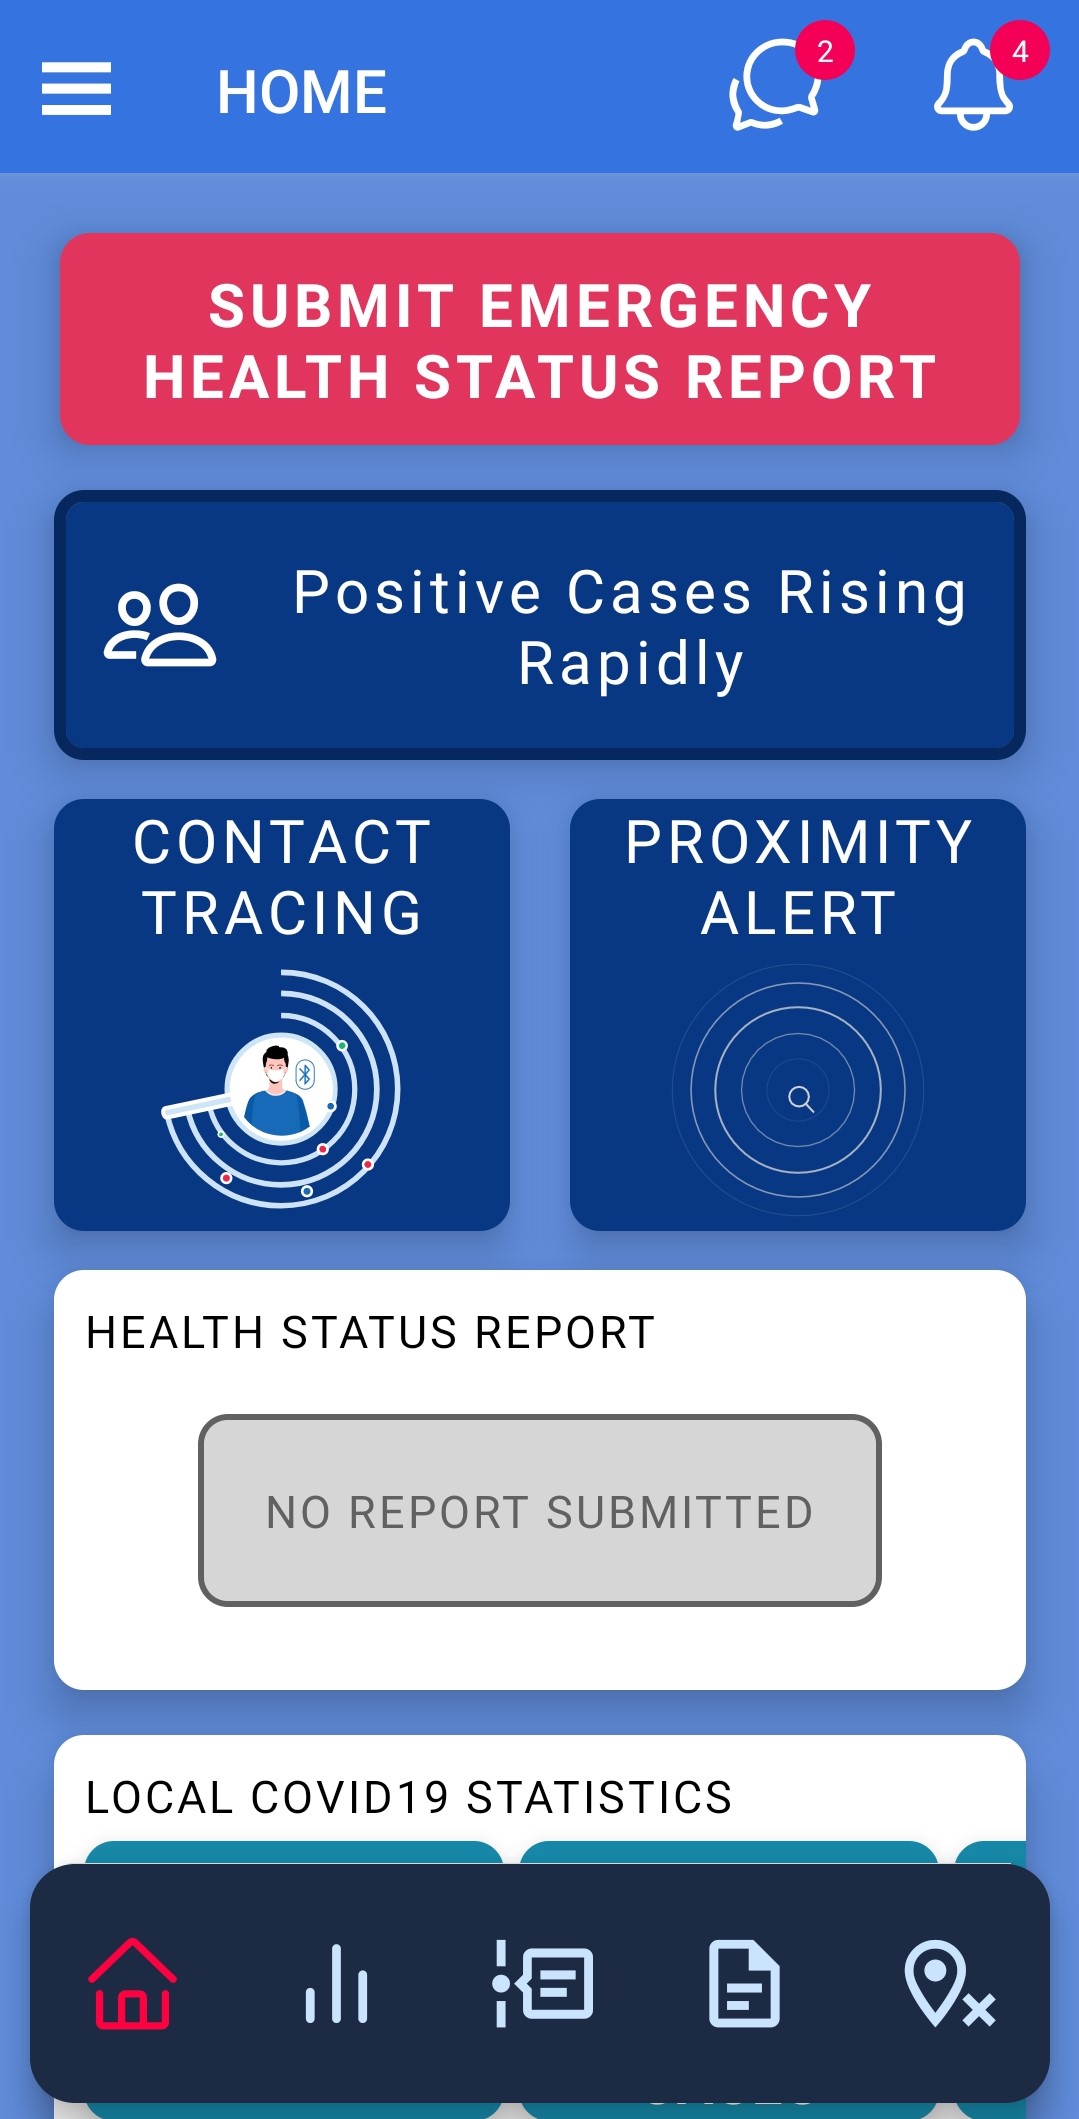 HOME
2
4
SUBMIT EMERGENCY
HEALTH STATUS REPORT
Positive Cases Rising
Rapidly
CONTACT
TRACING
PROXIMITY
ALERT
HEALTH STATUS REPORT
NO REPORT SUBMITTED
LOCAL COVID19 STATISTICS